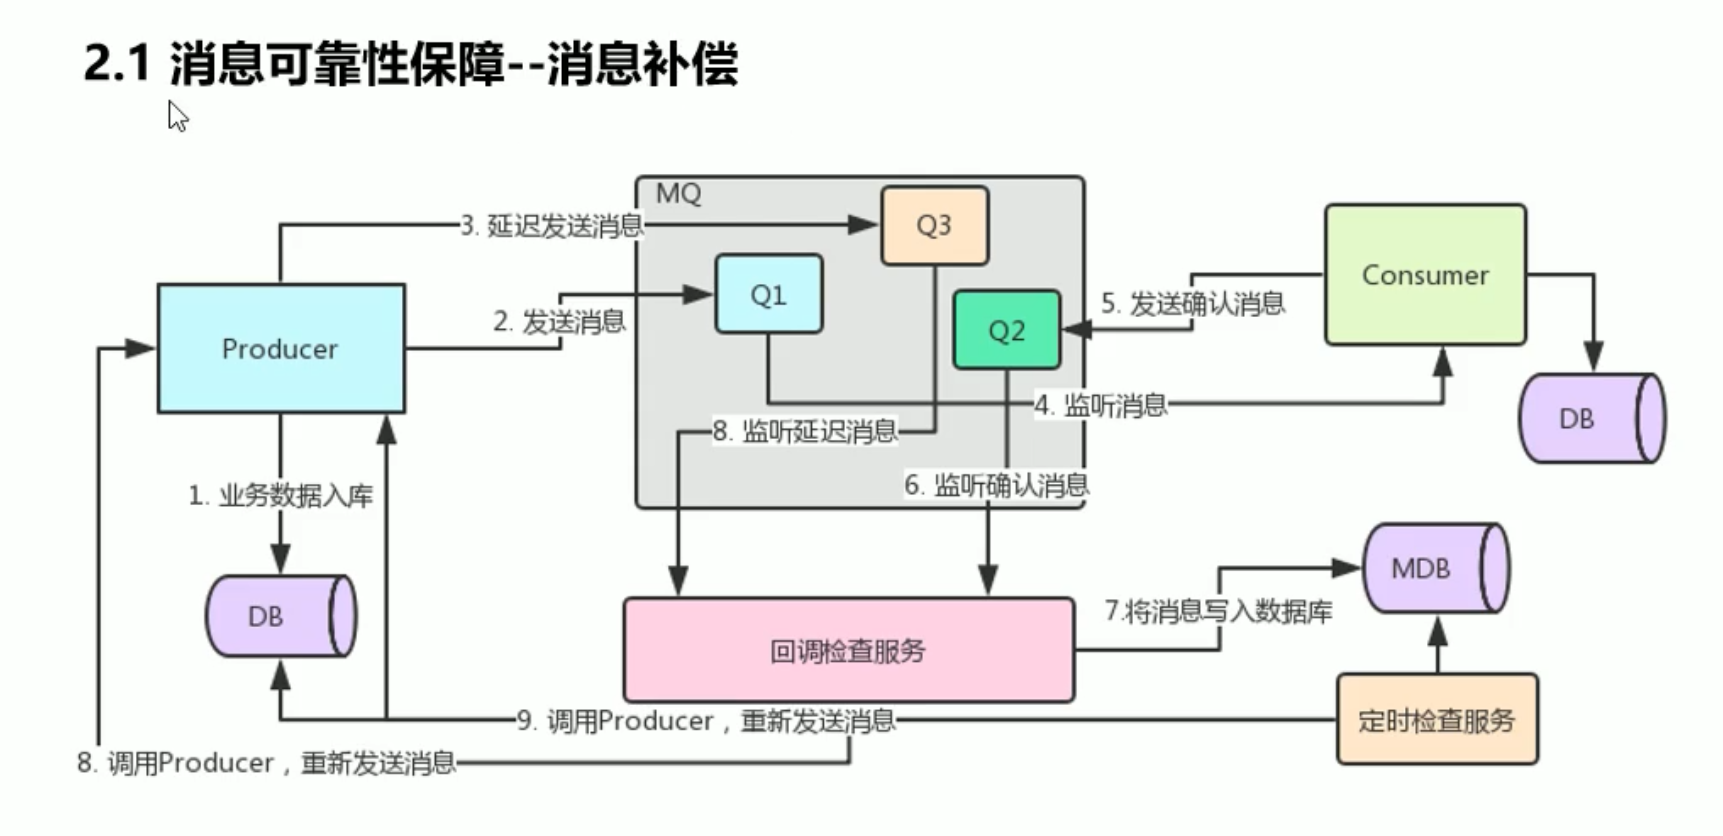 2.1 消息可靠性保障--消息补偿
MQ
Q3
3. 延迟发送消息
Q1
Consumer
5. 发送确认消息
2. 发送消息
Q2
Producer
4. 监听消息
DB
8. 监听延迟消息
6. 监听确认消息
1. 业务数据入库
MDB
7.将消息写入数据库
DB
回调检查服务
9. 调用Producer，重新发送消息
定时检查服务
8. 调用Producer，重新发送消息